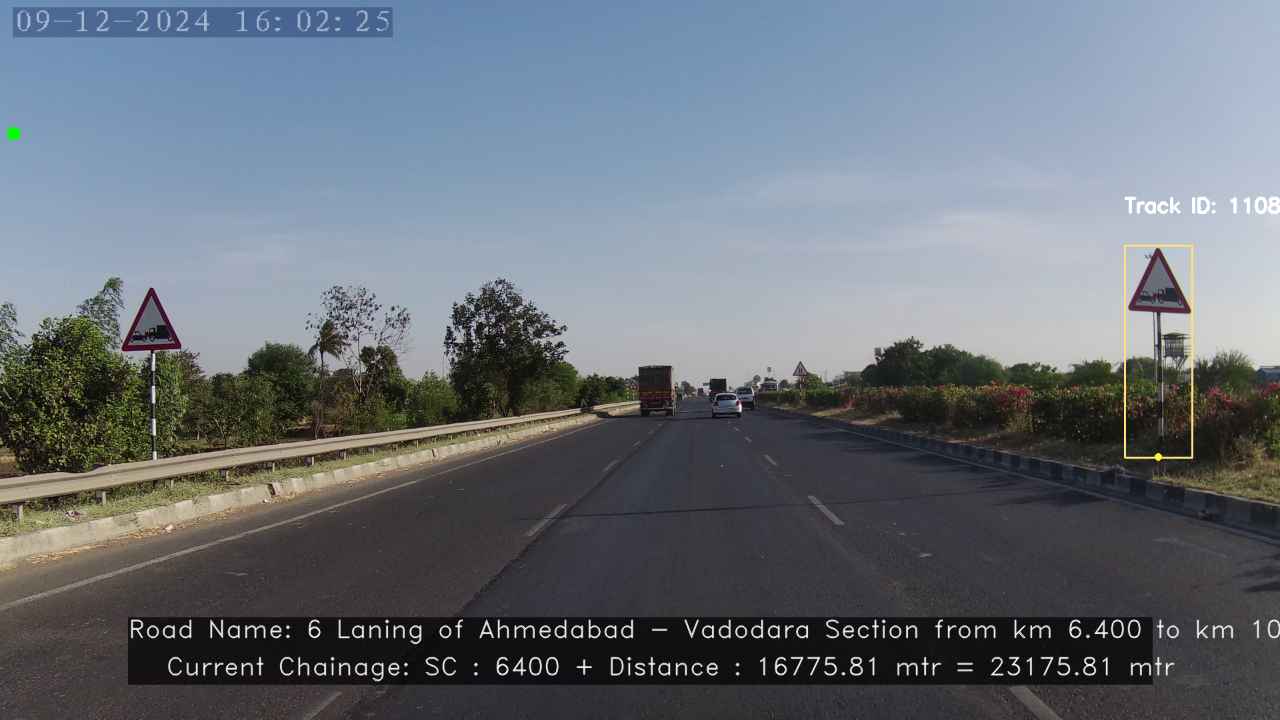 09-12-2024 16:02:25
Track ID: 1108
Road Name: 6 Laning of Ahmedabad - Vadodara Section from km 6.400 to km 10
Current Chainage: SC : 6400 + Distance : 16775.81 mtr = 23175.81 mtr